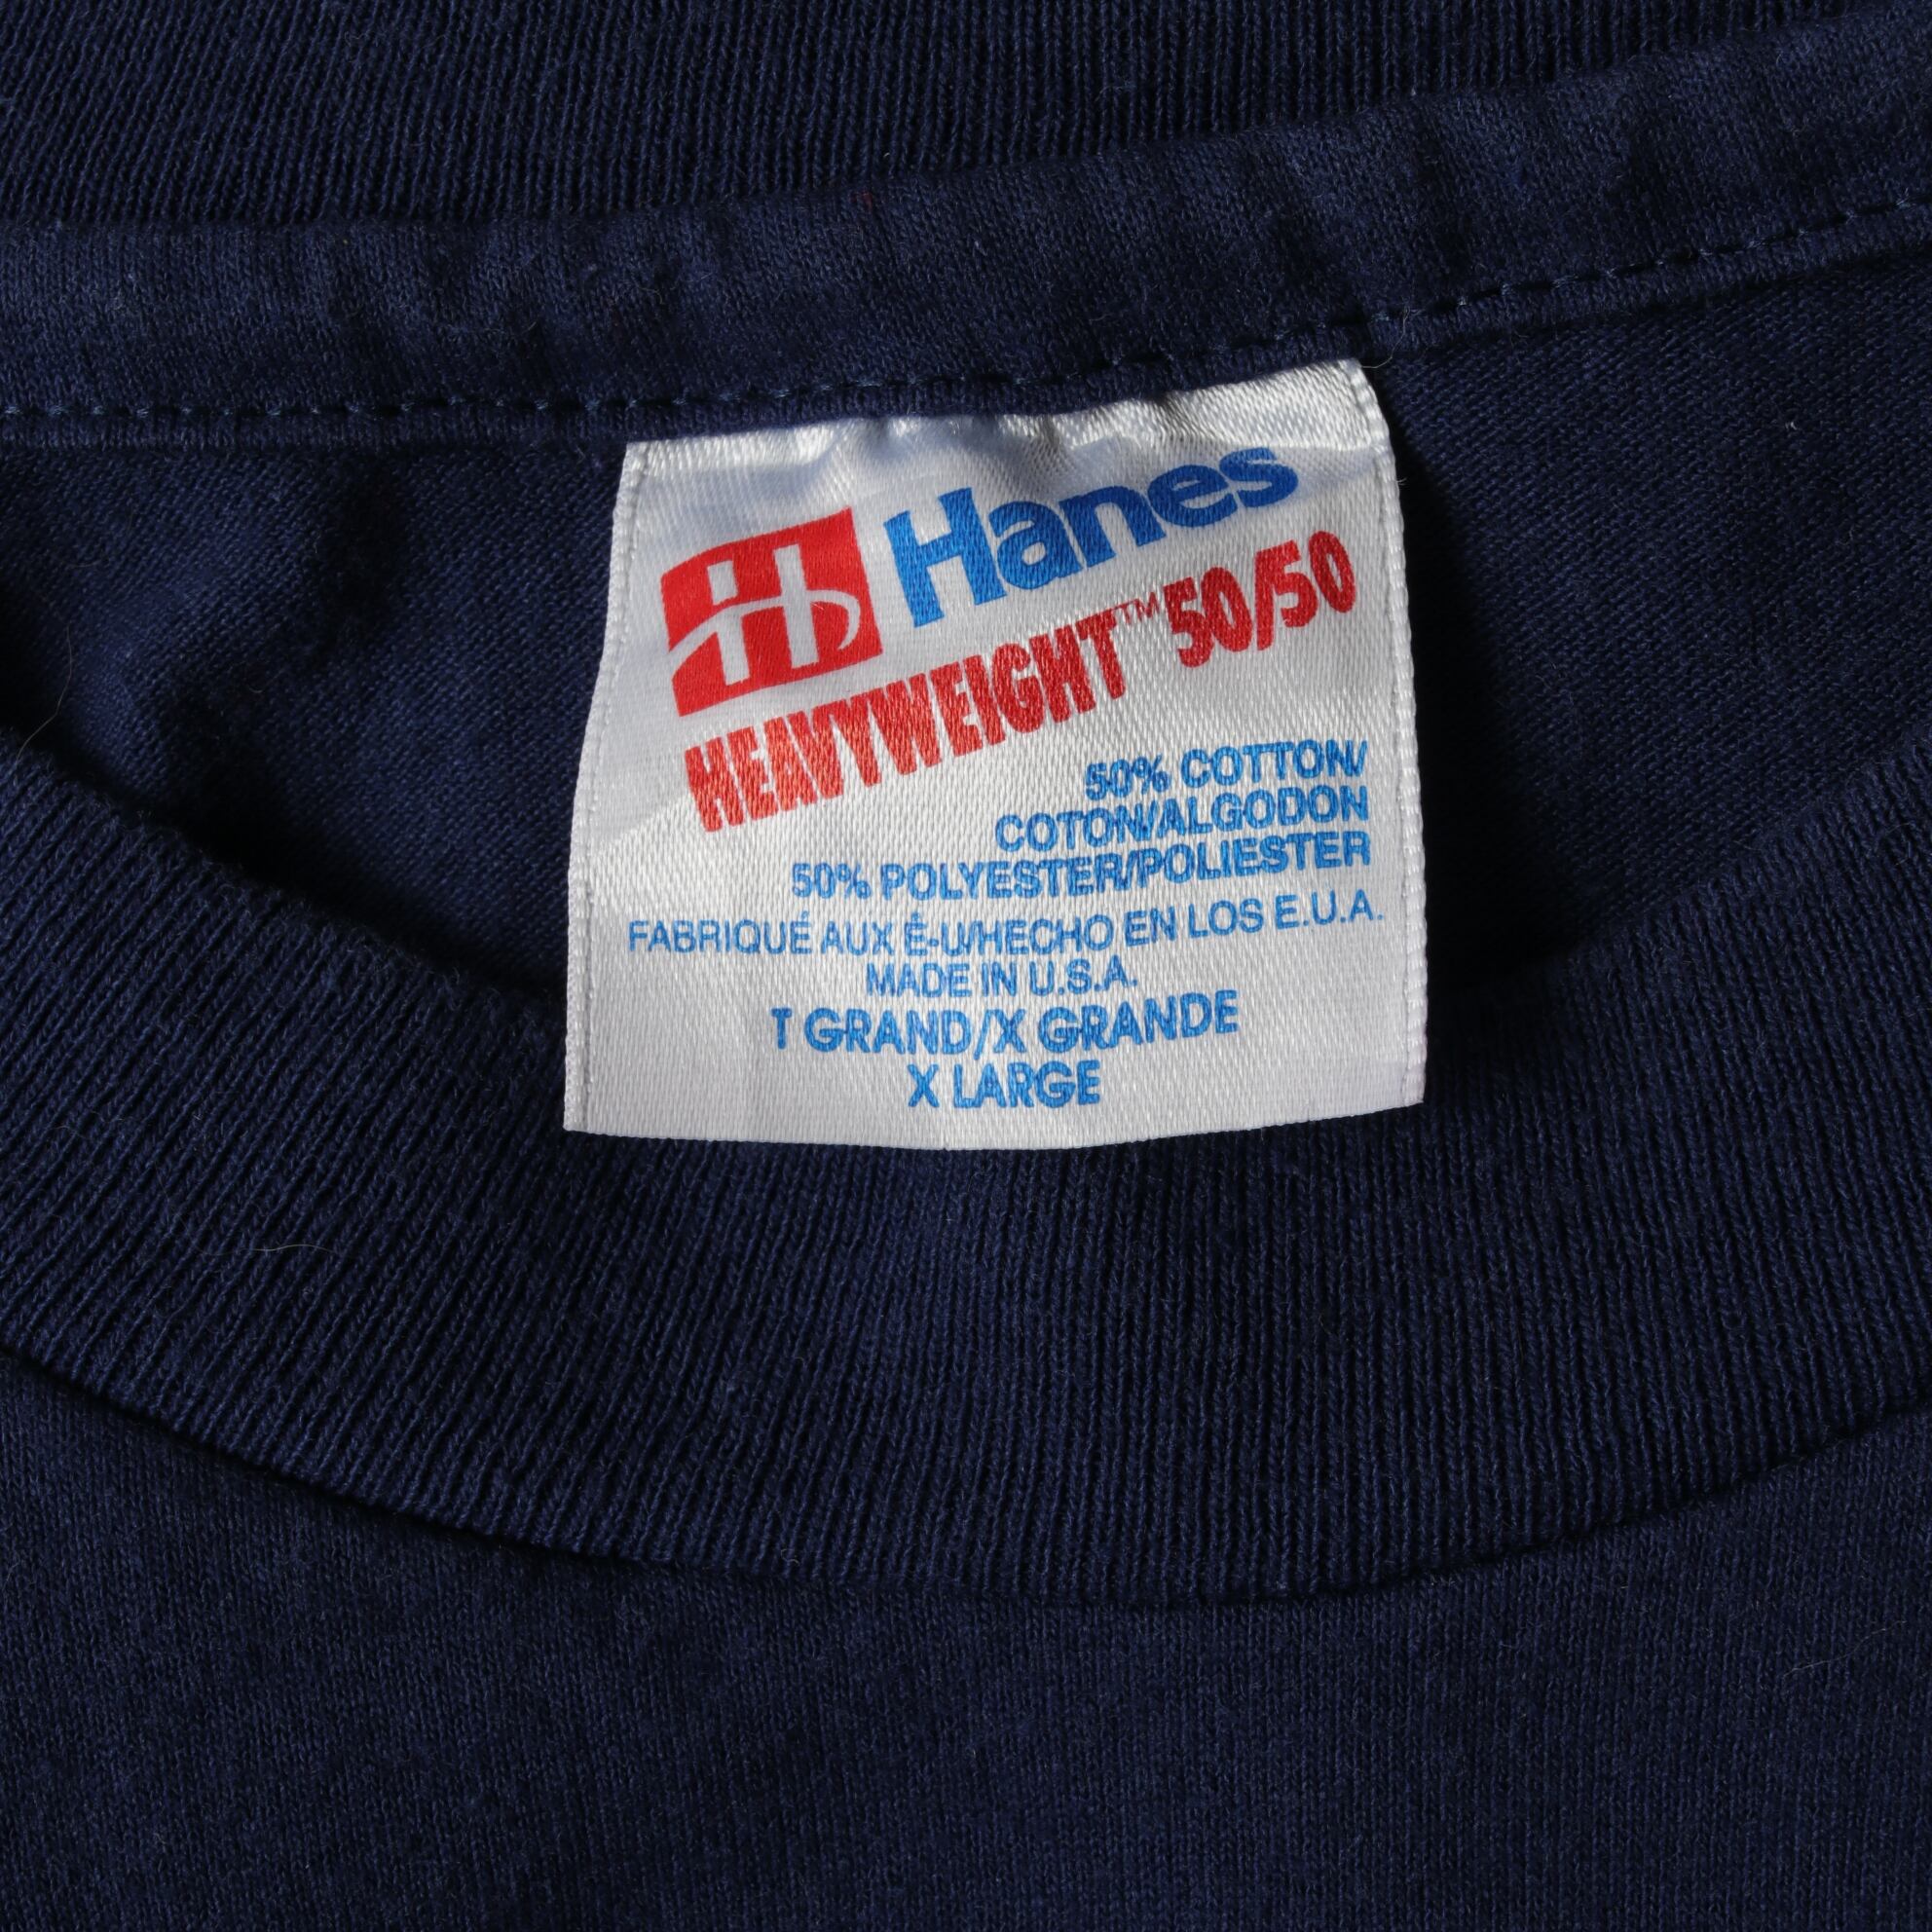 H Hanes
HEAVYWEIGHT™ 50/50
50% COTTON/
COTON/ALGODON
50% POLYESTER/POLIESTER
FABRIQUÉ AUX É-U/HECHO EN LOS E.U.A.
MADE IN U.S.A.
T GRAND/X GRANDE
X LARGE